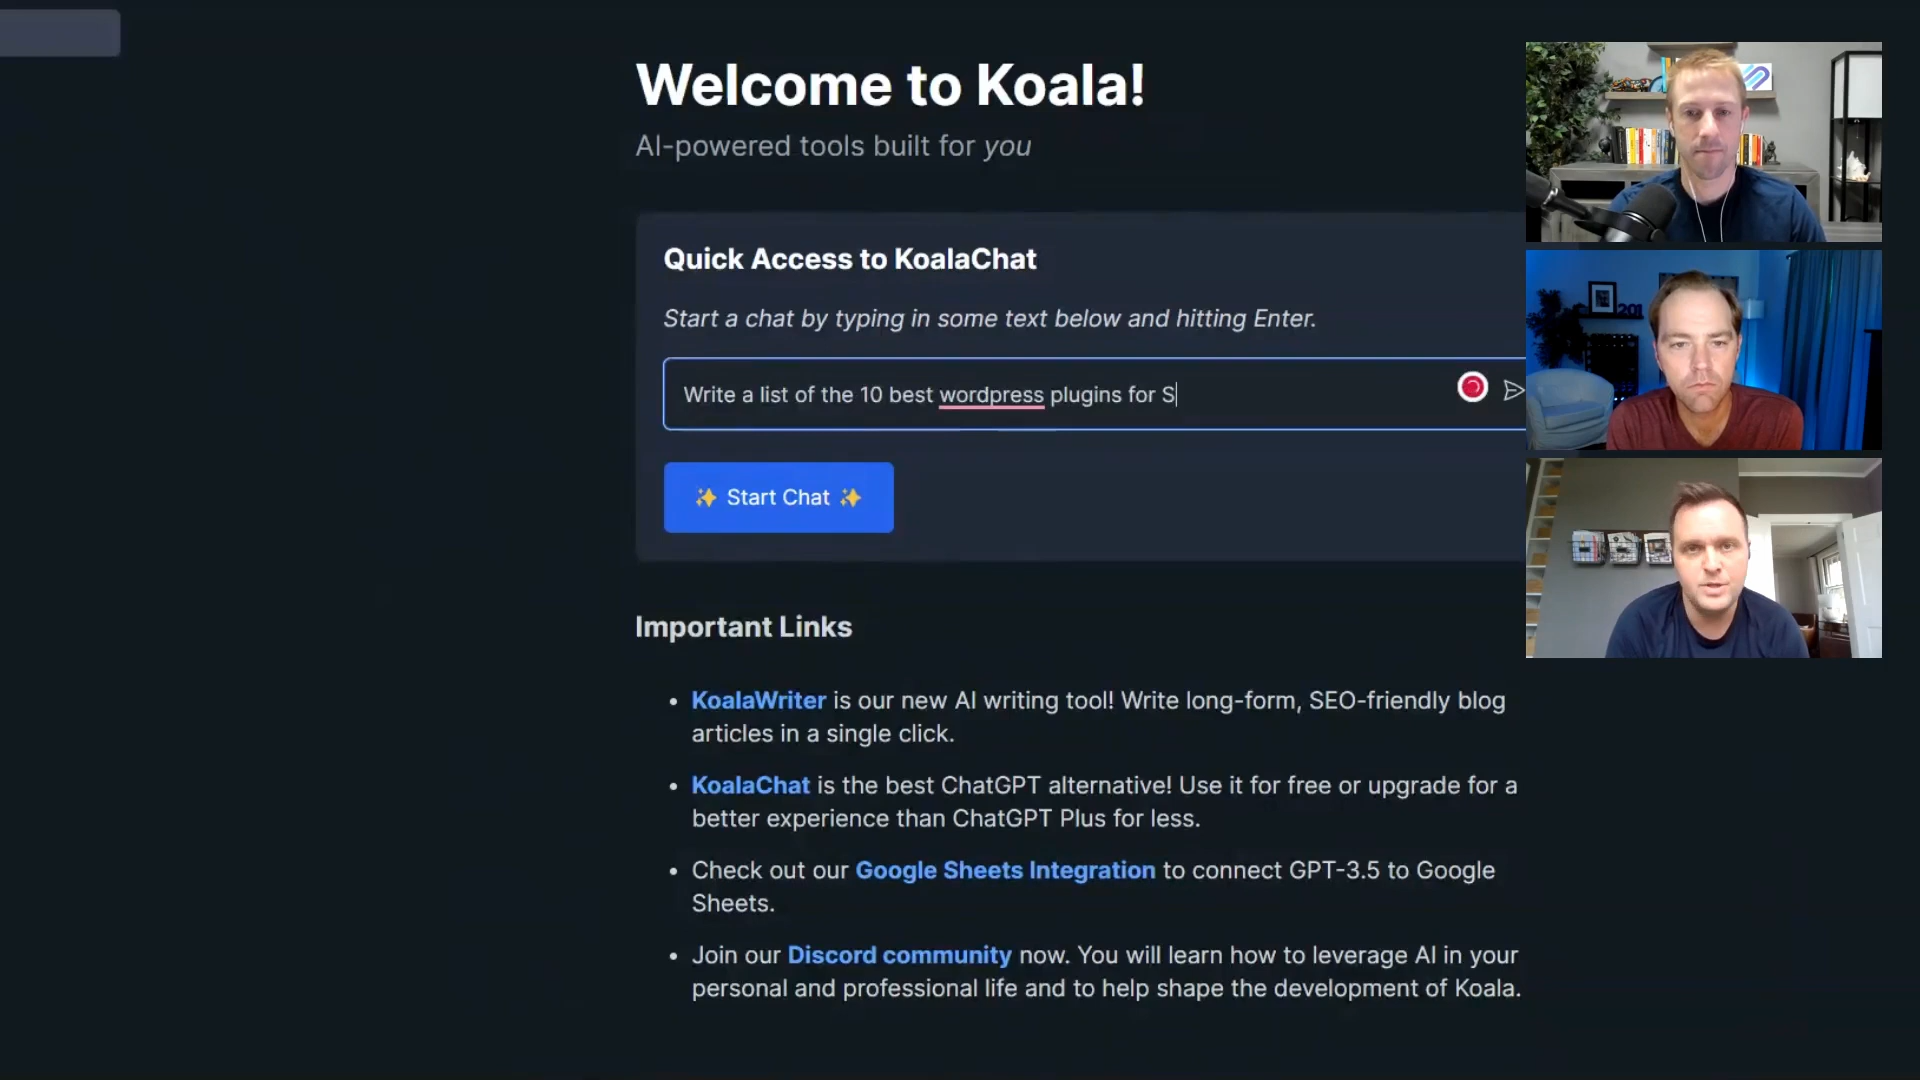 Welcome to Koala!
AI-powered tools built for you
Quick Access to KoalaChat
Start a chat by typing in some text below and hitting Enter.
Write a list of the 10 best wordpress plugins for S
✨ Start Chat ✨
Important Links
• KoalaWriter is our new AI writing tool! Write long-form, SEO-friendly blog
articles in a single click.
• KoalaChat is the best ChatGPT alternative! Use it for free or upgrade for a
better experience than ChatGPT Plus for less.
• Check out our Google Sheets Integration to connect GPT-3.5 to Google
Sheets.
• Join our Discord community now. You will learn how to leverage AI in your
personal and professional life and to help shape the development of Koala.
201